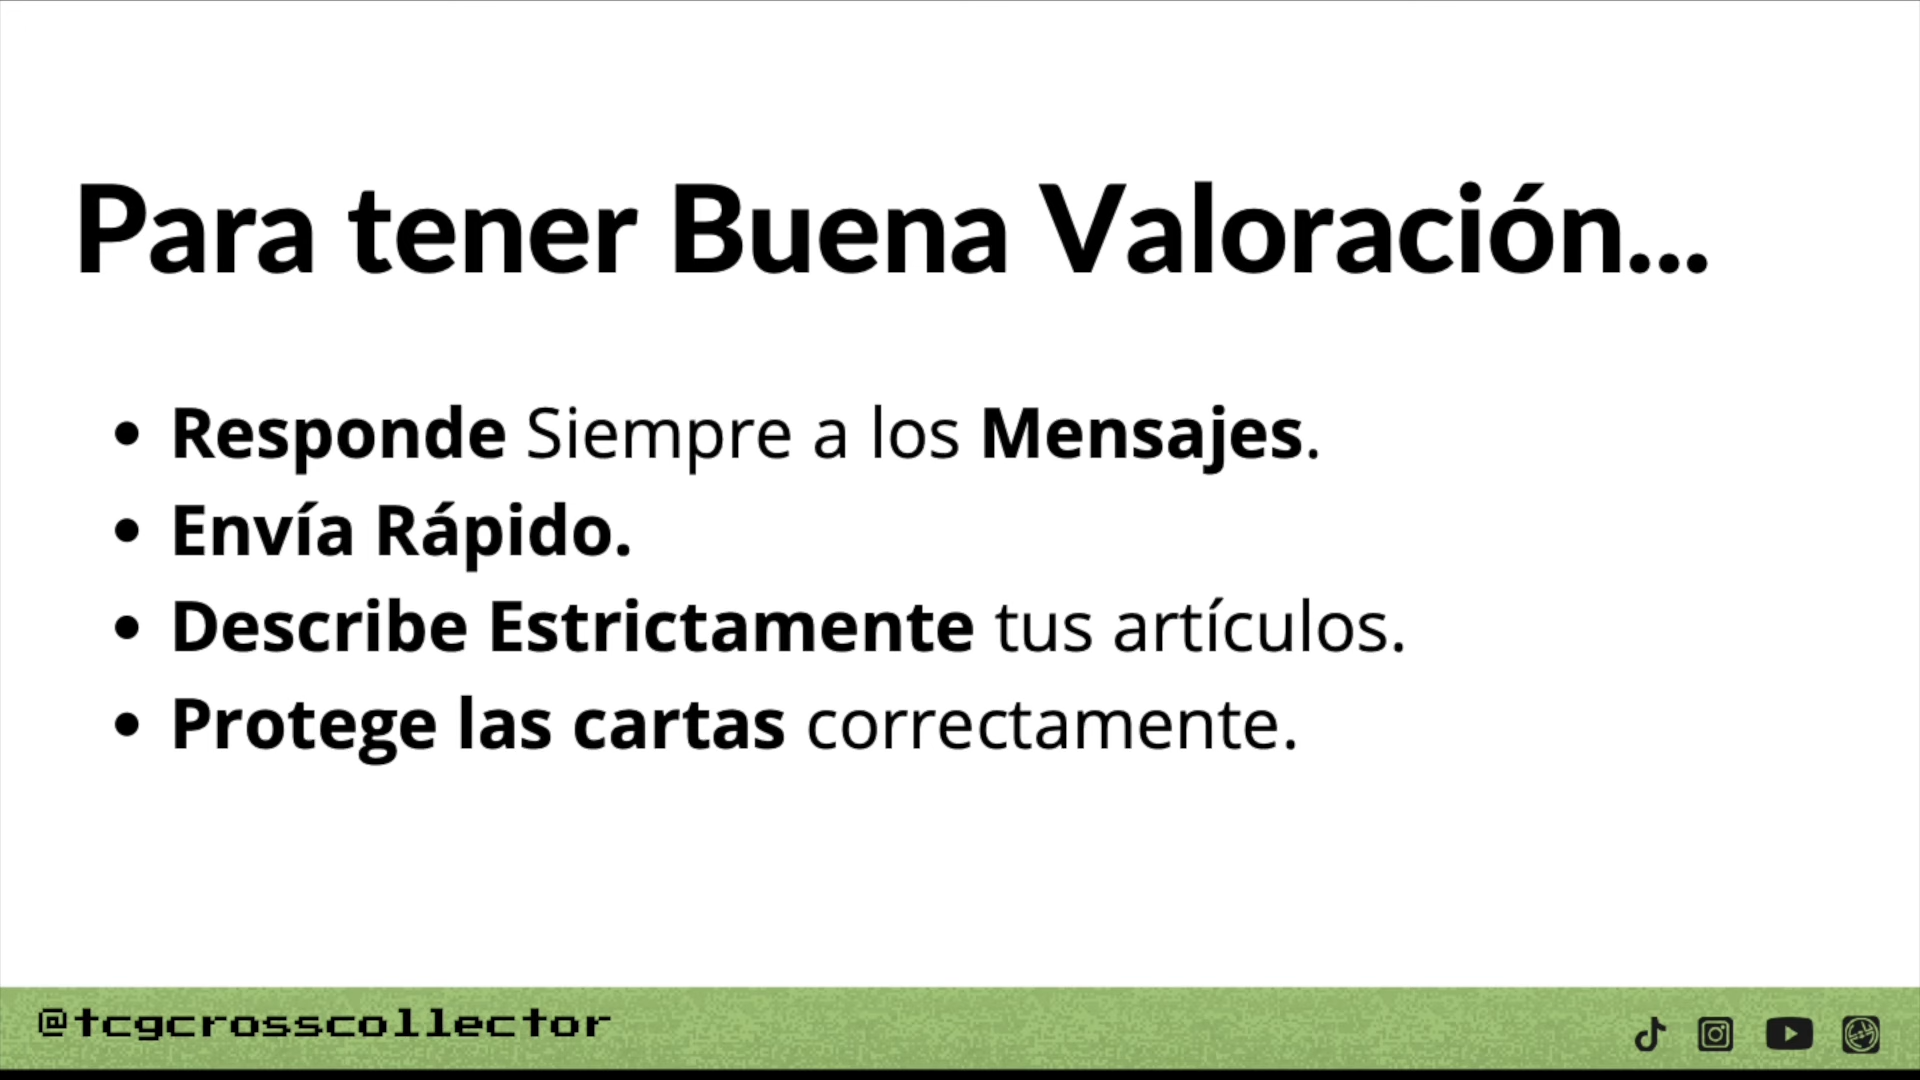 Para tener Buena Valoración...
• Responde Siempre a los Mensajes.
• Envía Rápido.
• Describe Estrictamente tus artículos.
• Protege las cartas correctamente.
@tcgcrosscollector